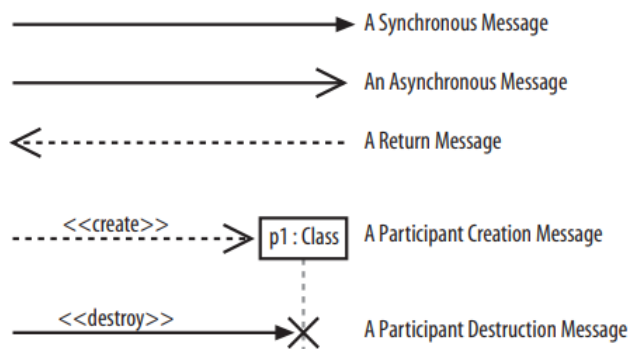 A Synchronous Message
An Asynchronous Message
A Return Message
<<create>>
p1 : Class
A Participant Creation Message
<<destroy>>
A Participant Destruction Message